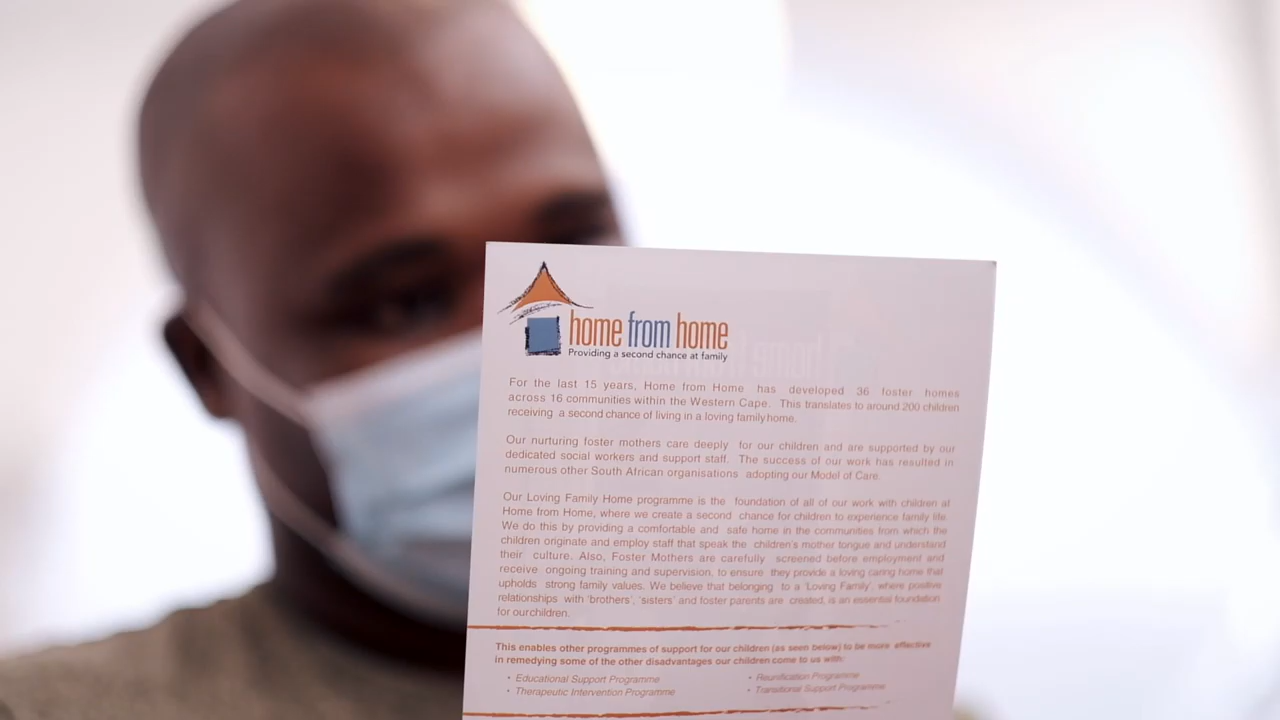 home from home
Providing a second chance at family
For the last 15 years, Home from Home has developed 36 foster homes
across 16 communities within the Western Cape. This translates to around 200 children
receiving a second chance of living in a loving family home.
Our nurturing foster mothers care deeply for our children and are supported by our
dedicated social workers and support staff. The success of our work has resulted in
numerous other South African organisations adopting our Model of Care.
Our Loving Family Home programme is the foundation of all of our work with children at
Home from Home, where we create a second chance for children to experience family life.
We do this by providing a comfortable and safe home in the communities from which the
children originate and employ staff that speak the children's mother tongue and understand
their culture. Also, Foster Mothers are carefully screened before employment and
receive ongoing training and supervision, to ensure they provide a loving caring home that
upholds strong family values. We believe that belonging to a 'Loving Family', where positive
relationships with 'brothers', 'sisters' and foster parents are created, is an essential foundation
for our children.
This enables other programmes of support for our children (as seen below) to be more effective
in remedying some of the other disadvantages our children come to us with:
• Educational Support Programme • Reunification Programme
• Therapeutic Intervention Programme • Transitional Support Programme